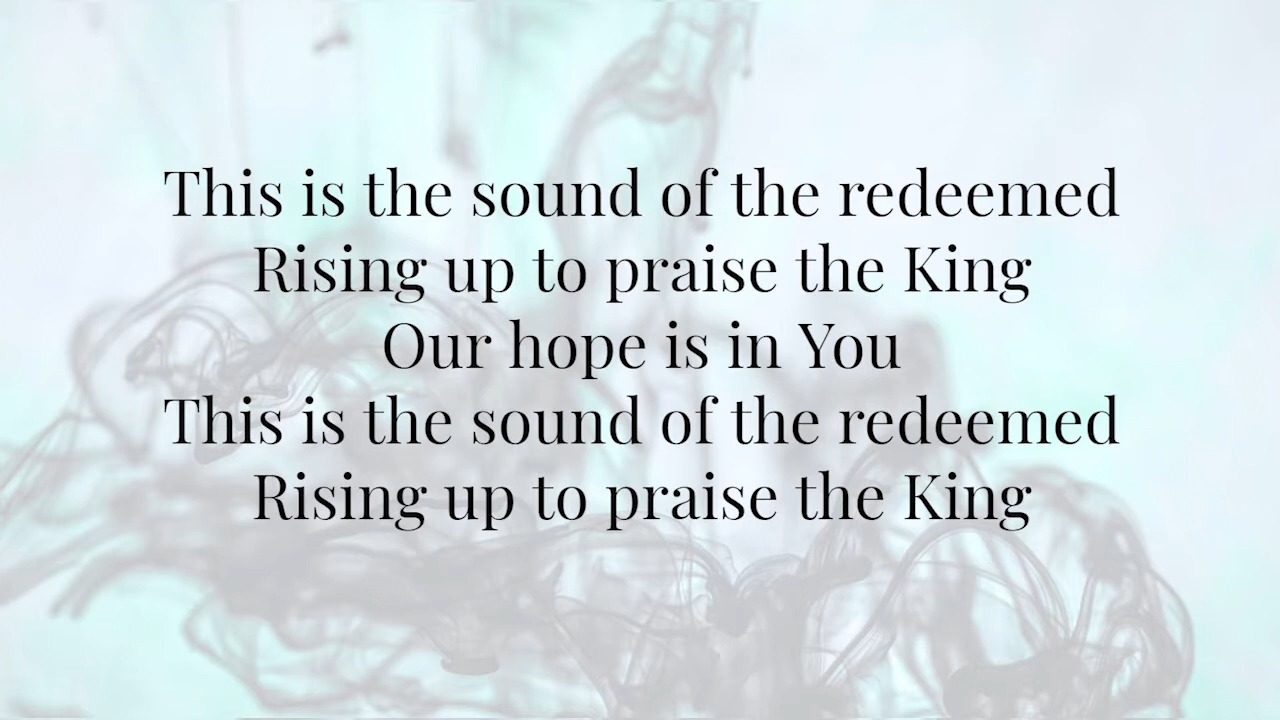 This is the sound of the redeemed
Rising up to praise the King
Our hope is in You
This is the sound of the redeemed
Rising up to praise the King